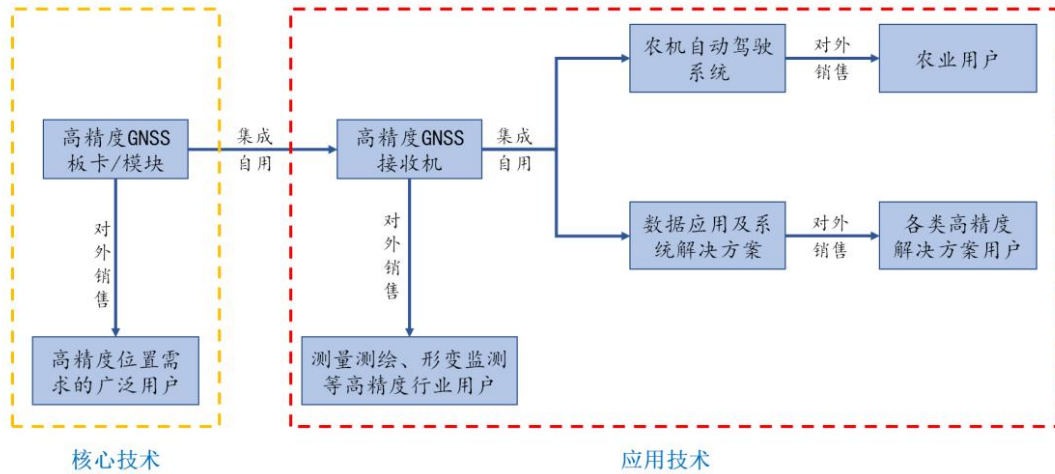 农机自动驾驶
系统
对外
销售
农业用户
高精度GNSS
板卡/模块
集成
自用
高精度GNSS
接收机
集成
自用
对
外
销
售
对
外
销
售
数据应用及系
统解决方案
对外
销售
各类高精度
解决方案用户
高精度位置需
求的广泛用户
测量测绘、形变监测
等高精度行业用户
核心技术
应用技术